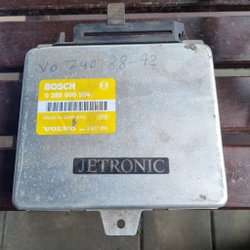 Vo 740 88-92
BOSCH
0 280 000 554
Made in Germany
VOLVO
JETRONIC